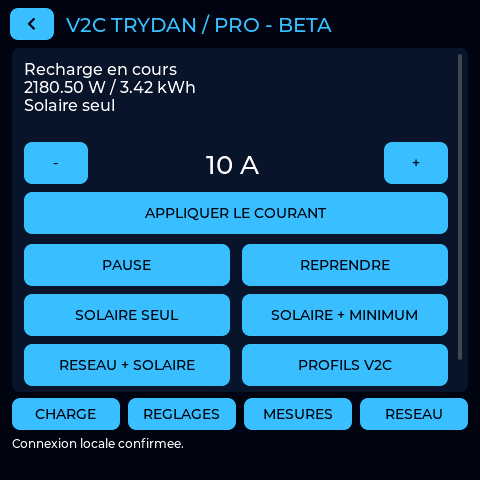 V2C TRYDAN / PRO - BETA
Recharge en cours
2180.50 W / 3.42 kWh
Solaire seul
- 10 A +
APPLIQUER LE COURANT
PAUSE REPRENDRE
SOLAIRE SEUL SOLAIRE + MINIMUM
RESEAU + SOLAIRE PROFILS V2C
CHARGE REGLAGES MESURES RESEAU
Connexion locale confirmee.